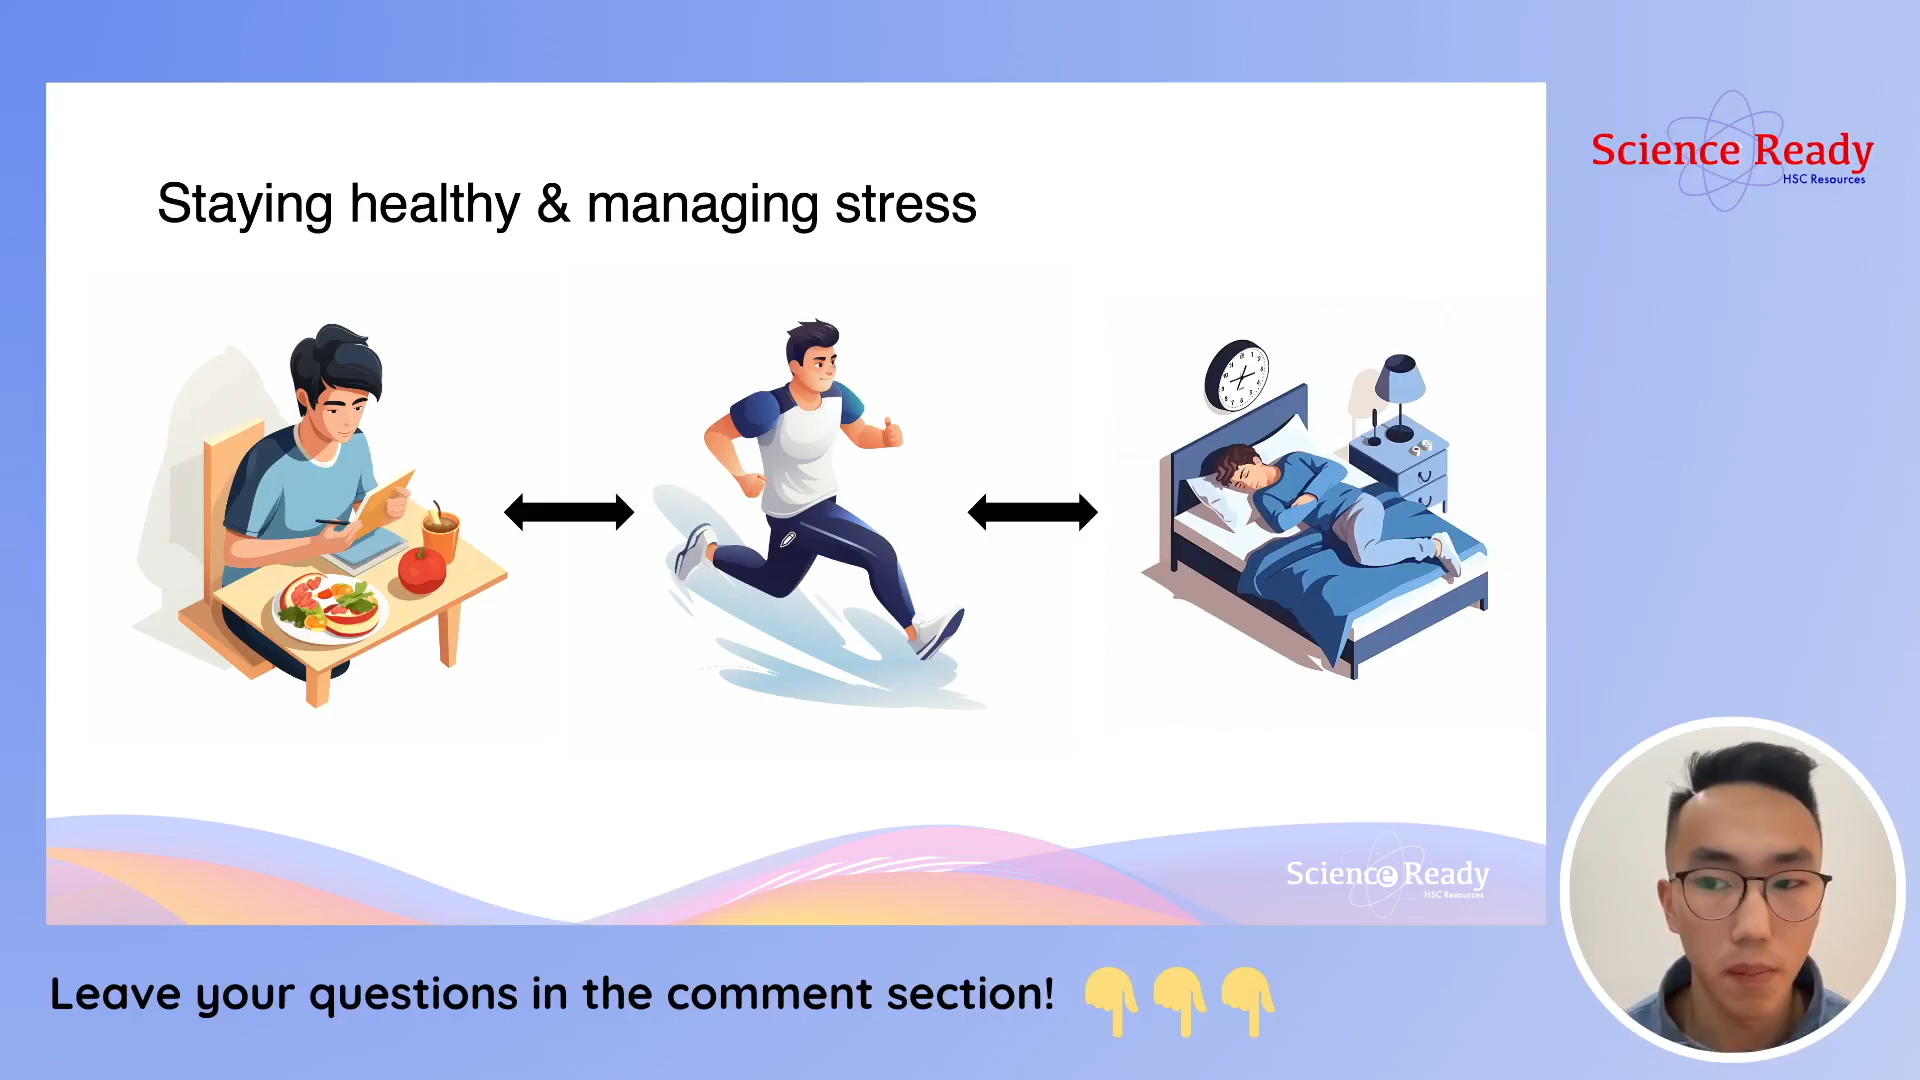 Staying healthy & managing stress
Science Ready
HSC Resources
Science Ready
HSC Resources
Leave your questions in the comment section!